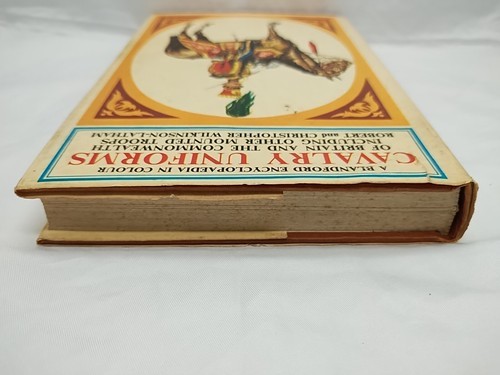 A BLANDFORD ENCYCLOPAEDIA IN COLOUR
CAVALRY UNIFORMS
OF BRITAIN AND THE COMMONWEALTH
INCLUDING OTHER MOUNTED TROOPS
ROBERT and CHRISTOPHER WILKINSON-LATHAM